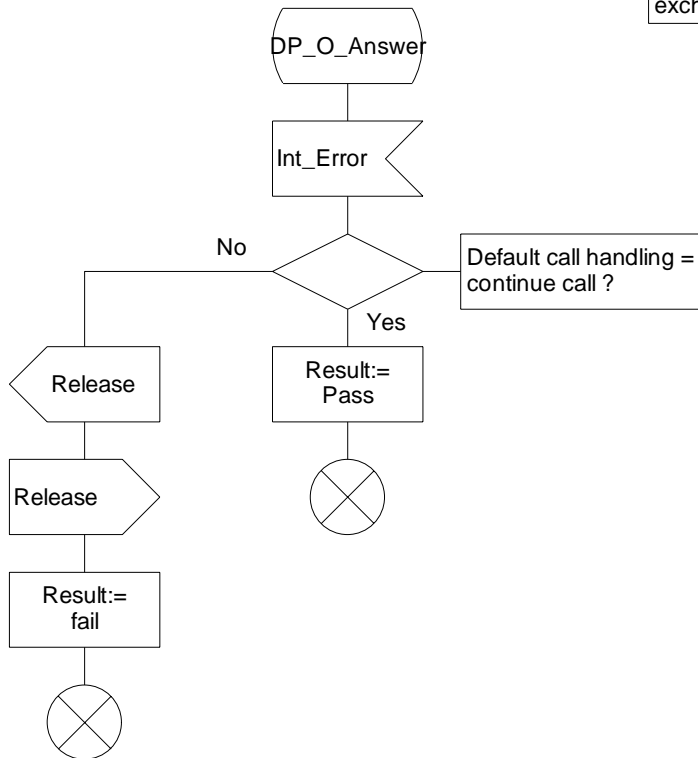 DP_O_Answer
Int_Error
No
Default call handling =
continue call ?
Yes
Release
Result:=
Pass
Release
Result:=
fail